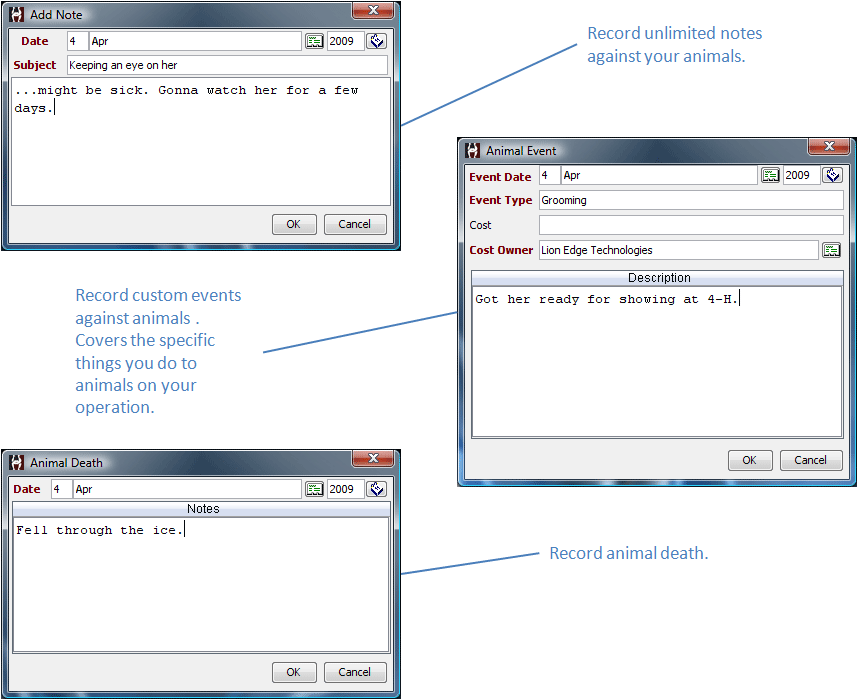 Add Note
Date 4 Apr 2009
Subject Keeping an eye on her
...might be sick. Gonna watch her for a few
days.
OK Cancel
Record unlimited notes
against your animals.
Animal Event
Event Date 4 Apr 2009
Event Type Grooming
Cost
Cost Owner Lion Edge Technologies
Description
Got her ready for showing at 4-H.
OK Cancel
Record custom events
against animals .
Covers the specific
things you do to
animals on your
operation.
Animal Death
Date 4 Apr 2009
Notes
Fell through the ice.
OK Cancel
Record animal death.